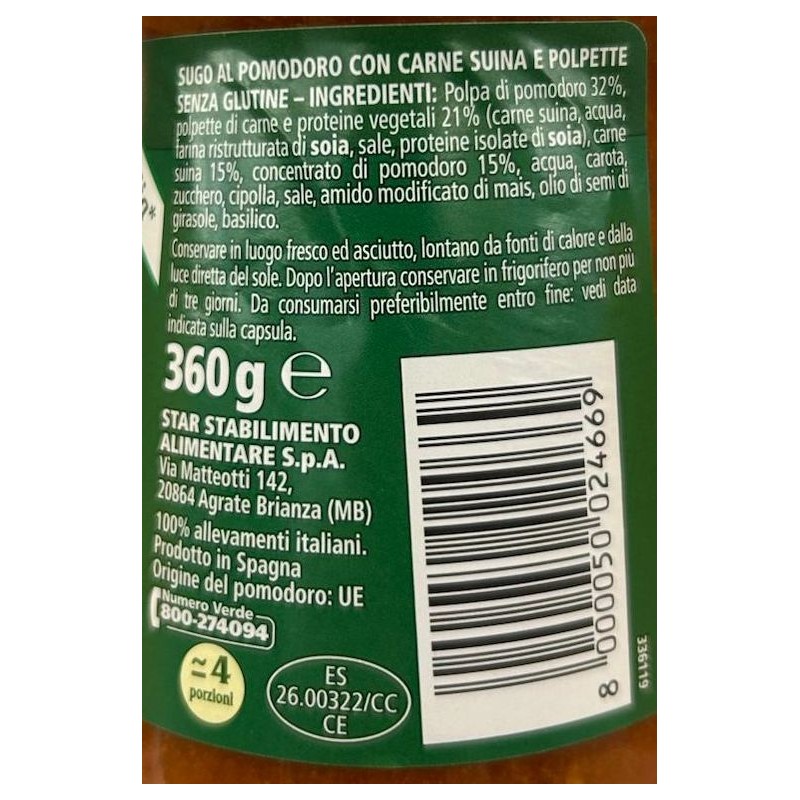 SUGO AL POMODORO CON CARNE SUINA E POLPETTE
SENZA GLUTINE – INGREDIENTI: Polpa di pomodoro 32%,
polpette di carne e proteine vegetali 21% (carne suina, acqua,
farina ristrutturata di soia, sale, proteine isolate di soia), carne
suina 15%, concentrato di pomodoro 15%, acqua, carota,
zucchero, cipolla, sale, amido modificato di mais, olio di semi di
girasole, basilico.
Conservare in luogo fresco ed asciutto, lontano da fonti di calore e dalla
luce diretta del sole. Dopo l'apertura conservare in frigorifero per non più
di tre giorni. Da consumarsi preferibilmente entro fine: vedi data
indicata sulla capsula.
360 g e
STAR STABILIMENTO
ALIMENTARE S.p.A.
Via Matteotti 142,
20864 Agrate Brianza (MB)
100% allevamenti italiani.
Prodotto in Spagna
Origine del pomodoro: UE
Numero Verde
800-274094
≃4
porzioni
ES
26.00322/CC
CE
8 000050 024669
336119